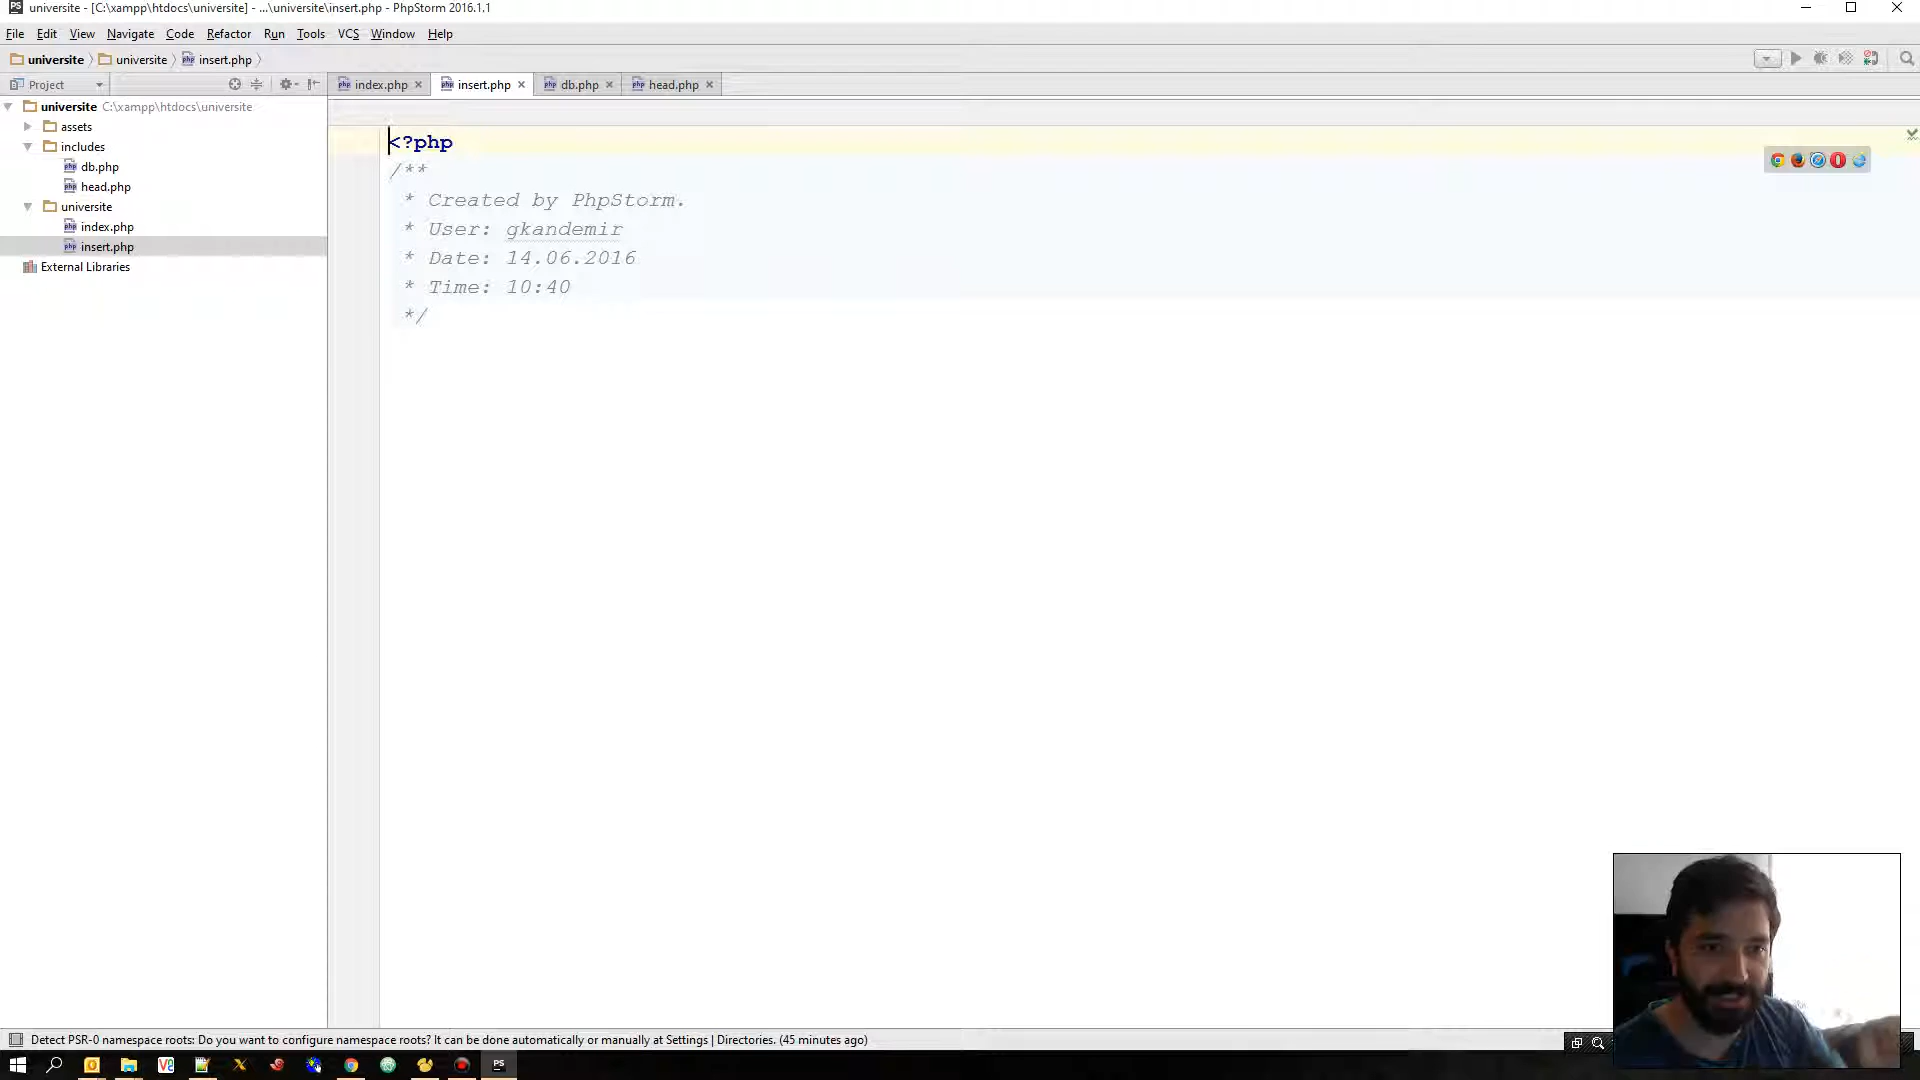 universite - [C:\xampp\htdocs\universite] - ...\universite\insert.php - PhpStorm 2016.1.1
File Edit View Navigate Code Refactor Run Tools VCS Window Help
universite universite insert.php
Project index.php insert.php db.php head.php
universite C:\xampp\htdocs\universite
assets
includes
db.php
head.php
universite
index.php
insert.php
External Libraries
<?php
/**
* Created by PhpStorm.
* User: gkandemir
* Date: 14.06.2016
* Time: 10:40
*/
Detect PSR-0 namespace roots: Do you want to configure namespace roots? It can be done automatically or manually at Settings | Directories. (45 minutes ago)